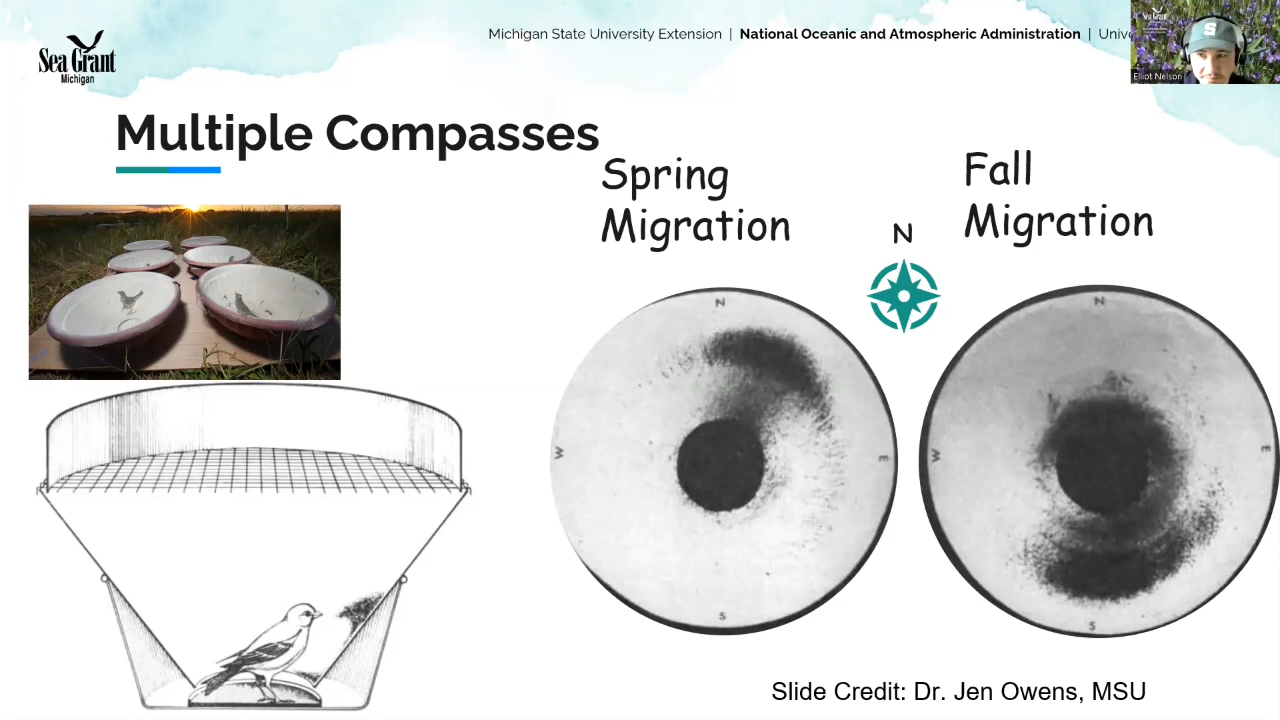 Michigan State University Extension | National Oceanic and Atmospheric Administration |
Sea Grant
Michigan
Elliot Nelson
Multiple Compasses
Spring
Migration
Fall
Migration
N
N
W
E
S
N
W
E
S
Slide Credit: Dr. Jen Owens, MSU